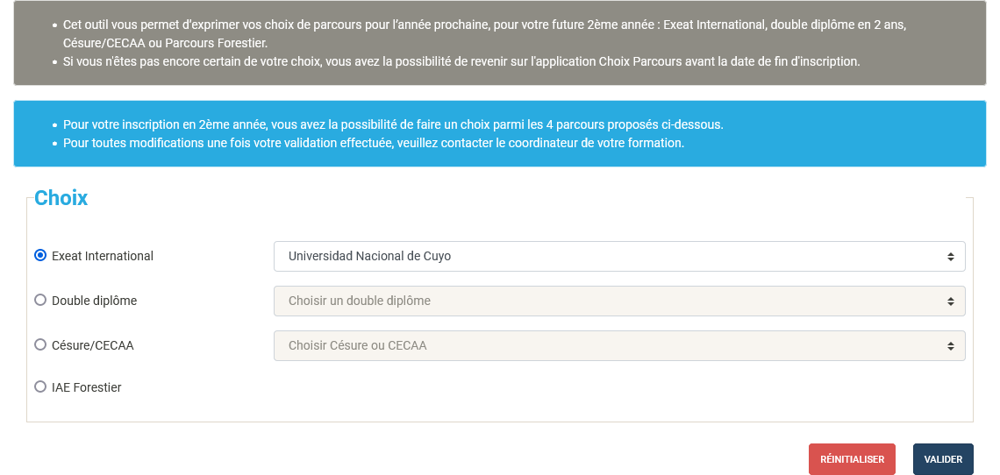 Cet outil vous permet d'exprimer vos choix de parcours pour l'année prochaine, pour votre future 2ème année : Exeat International, double diplôme en 2 ans,
Césure/CECAA ou Parcours Forestier.
Si vous n'êtes pas encore certain de votre choix, vous avez la possibilité de revenir sur l'application Choix Parcours avant la date de fin d'inscription.
Pour votre inscription en 2ème année, vous avez la possibilité de faire un choix parmi les 4 parcours proposés ci-dessous.
Pour toutes modifications une fois votre validation effectuée, veuillez contacter le coordinateur de votre formation.
Choix
Exeat International
Universidad Nacional de Cuyo
Double diplôme
Choisir un double diplôme
Césure/CECAA
Choisir Césure ou CECAA
IAE Forestier
RÉINITIALISER
VALIDER